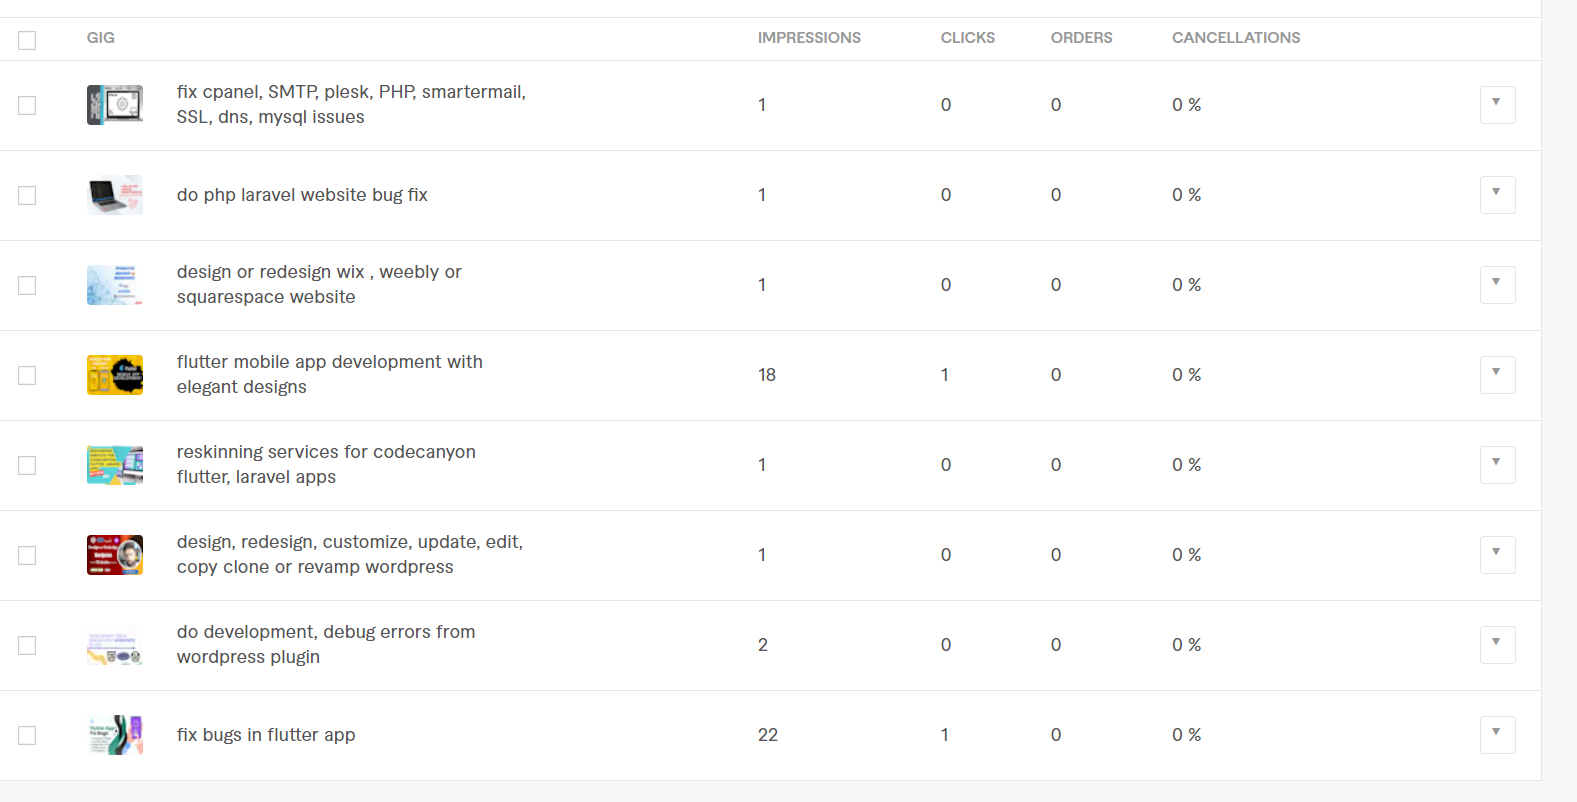 GIG IMPRESSIONS CLICKS ORDERS CANCELLATIONS
fix cpanel, SMTP, plesk, PHP, smartermail,
SSL, dns, mysql issues
1 0 0 0 %
do php laravel website bug fix 1 0 0 0 %
design or redesign wix , weebly or
squarespace website
1 0 0 0 %
flutter mobile app development with
elegant designs
18 1 0 0 %
reskinning services for codecanyon
flutter, laravel apps
1 0 0 0 %
design, redesign, customize, update, edit,
copy clone or revamp wordpress
1 0 0 0 %
do development, debug errors from
wordpress plugin
2 0 0 0 %
fix bugs in flutter app 22 1 0 0 %